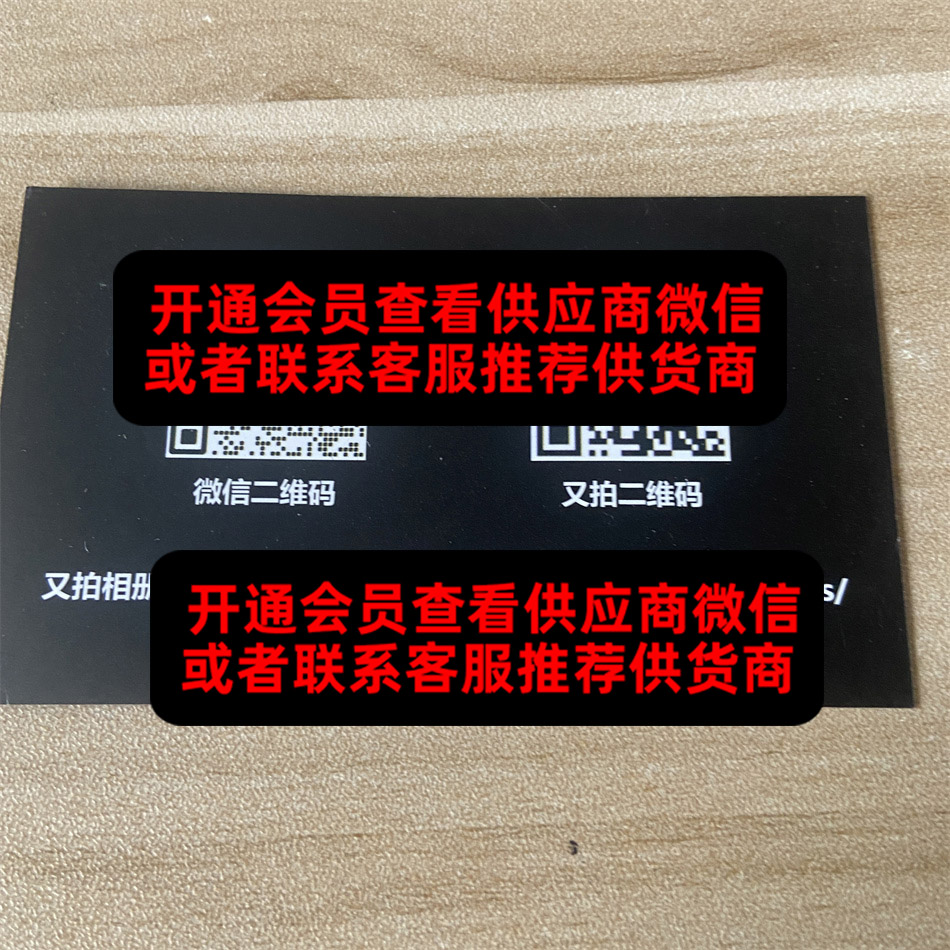 开通会员查看供应商微信
或者联系客服推荐供货商
微信二维码
又拍二维码
又拍相册
s/
开通会员查看供应商微信
或者联系客服推荐供货商